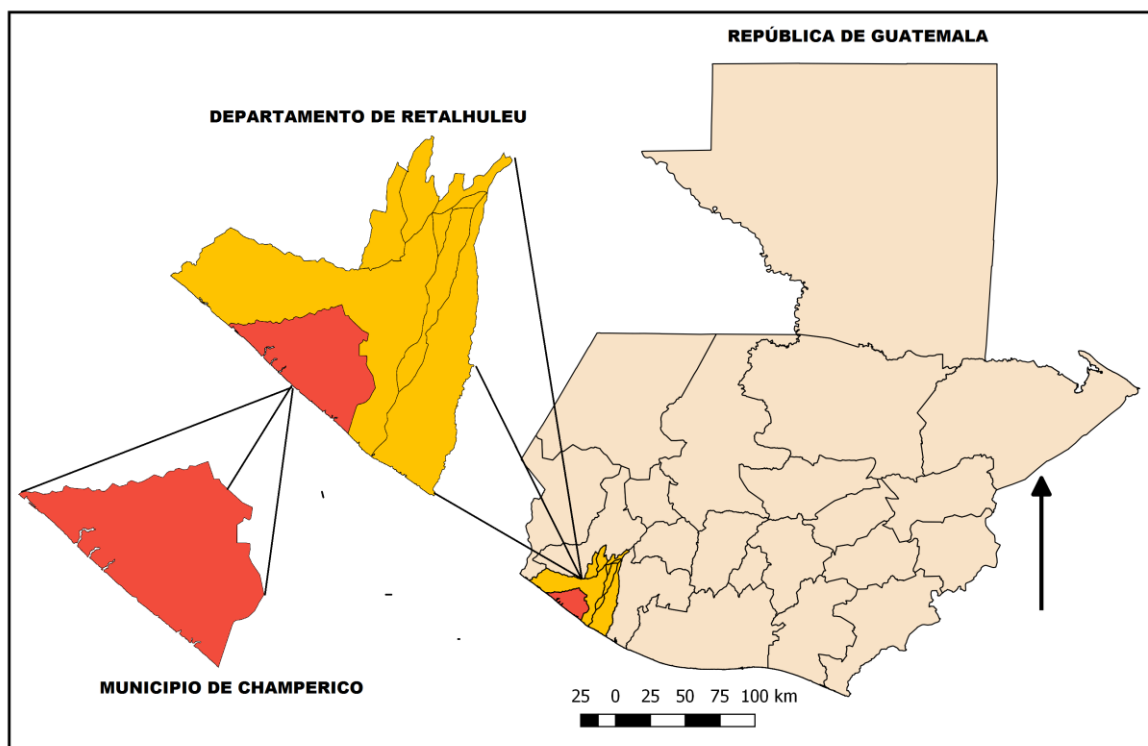 REPÚBLICA DE GUATEMALA
DEPARTAMENTO DE RETALHULEU
MUNICIPIO DE CHAMPERICO
25 0 25 50 75 100 km